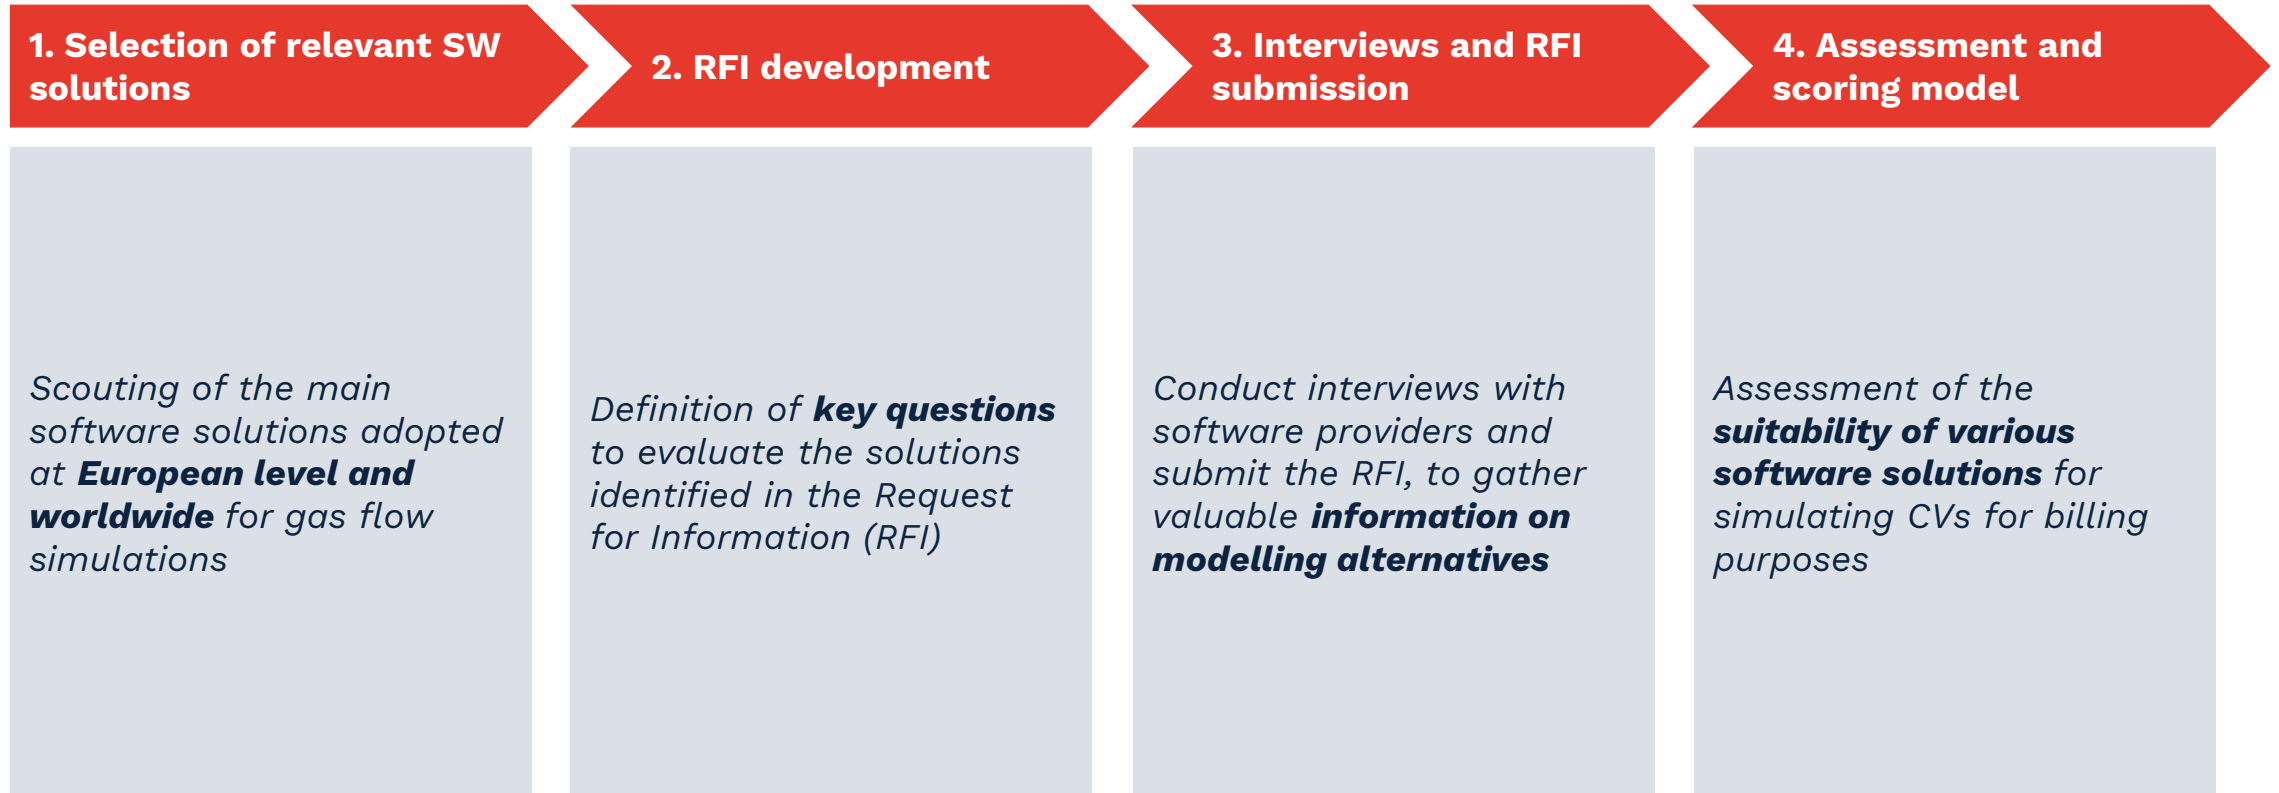 1. Selection of relevant SW
solutions
2. RFI development
3. Interviews and RFI
submission
4. Assessment and
scoring model
Scouting of the main
software solutions adopted
at European level and
worldwide for gas flow
simulations
Definition of key questions
to evaluate the solutions
identified in the Request
for Information (RFI)
Conduct interviews with
software providers and
submit the RFI, to gather
valuable information on
modelling alternatives
Assessment of the
suitability of various
software solutions for
simulating CVs for billing
purposes